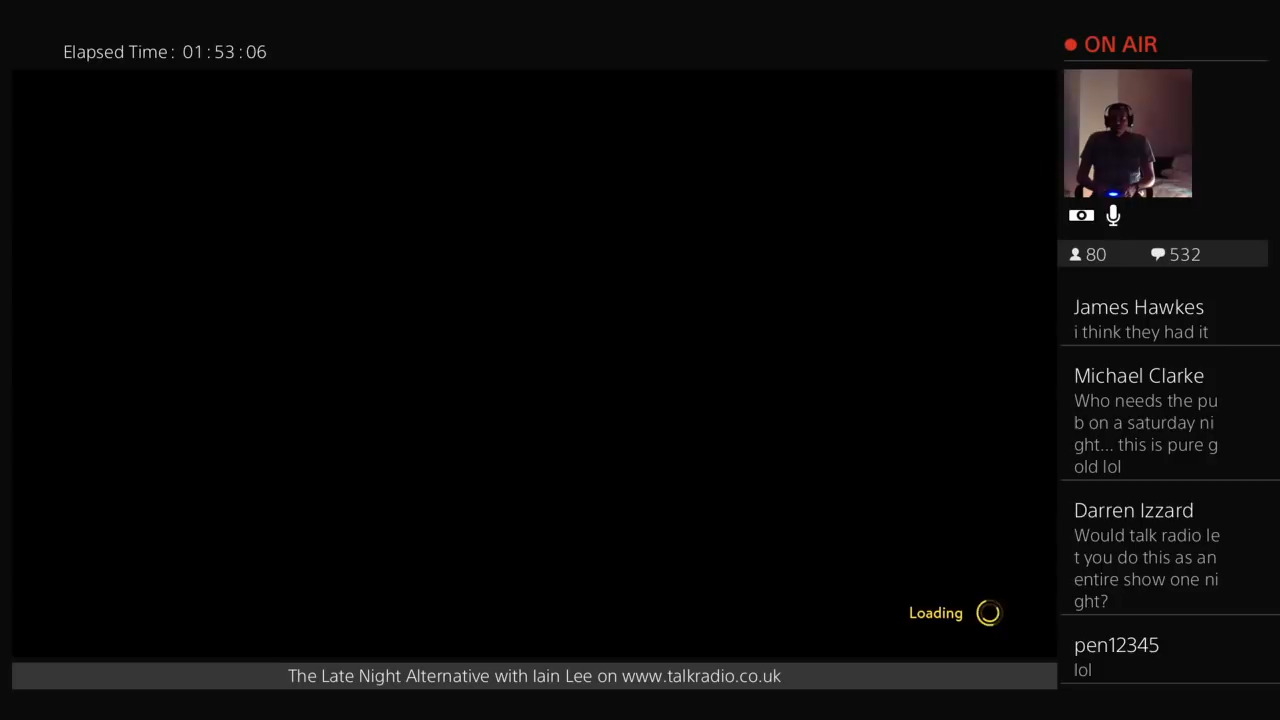 Elapsed Time: 01:53:06
ON AIR
80 532
James Hawkes
i think they had it
Michael Clarke
Who needs the pu
b on a saturday ni
ght... this is pure g
old lol
Darren Izzard
Would talk radio le
t you do this as an
entire show one ni
ght?
pen12345
lol
Loading
The Late Night Alternative with Iain Lee on www.talkradio.co.uk